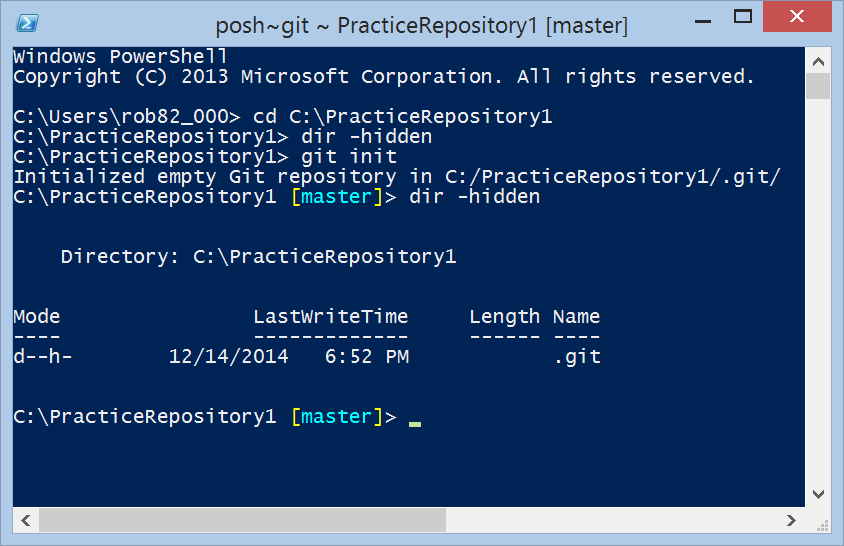 posh~git ~ PracticeRepository1 [master]
Windows PowerShell
Copyright (C) 2013 Microsoft Corporation. All rights reserved.
C:\Users\rob82_000> cd C:\PracticeRepository1
C:\PracticeRepository1> dir -hidden
C:\PracticeRepository1> git init
Initialized empty Git repository in C:/PracticeRepository1/.git/
C:\PracticeRepository1 [master]> dir -hidden
    Directory: C:\PracticeRepository1
Mode                LastWriteTime     Length Name
----                -------------     ------ ----
d--h-        12/14/2014   6:52 PM            .git
C:\PracticeRepository1 [master]>